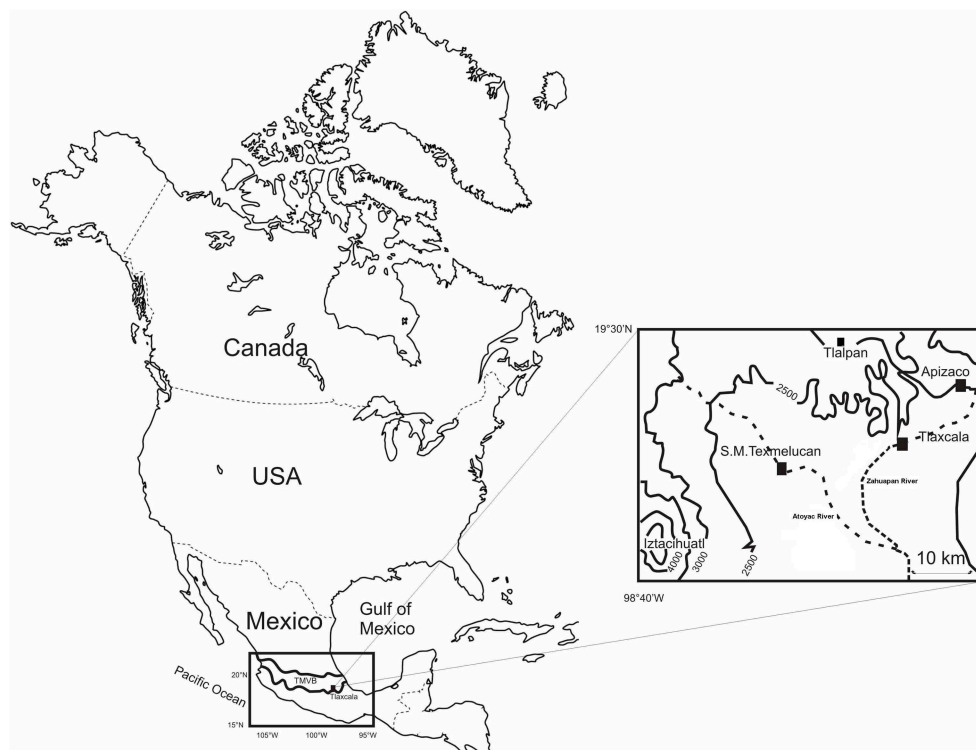 Canada
USA
Mexico
Gulf of
Mexico
Pacific Ocean
20°N
15°N
TMVB
Tlaxcala
105°W
100°W
95°W
19°30'N
98°40'W
Tlalpan
Apizaco
2500
Tlaxcala
S.M.Texmelucan
Zahuapan River
Atoyac River
Iztacihuatl
4000
3000
2500
10 km